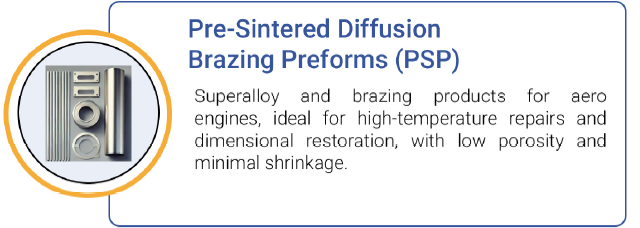 Pre-Sintered Diffusion
Brazing Preforms (PSP)
Superalloy and brazing products for aero
engines, ideal for high-temperature repairs and
dimensional restoration, with low porosity and
minimal shrinkage.